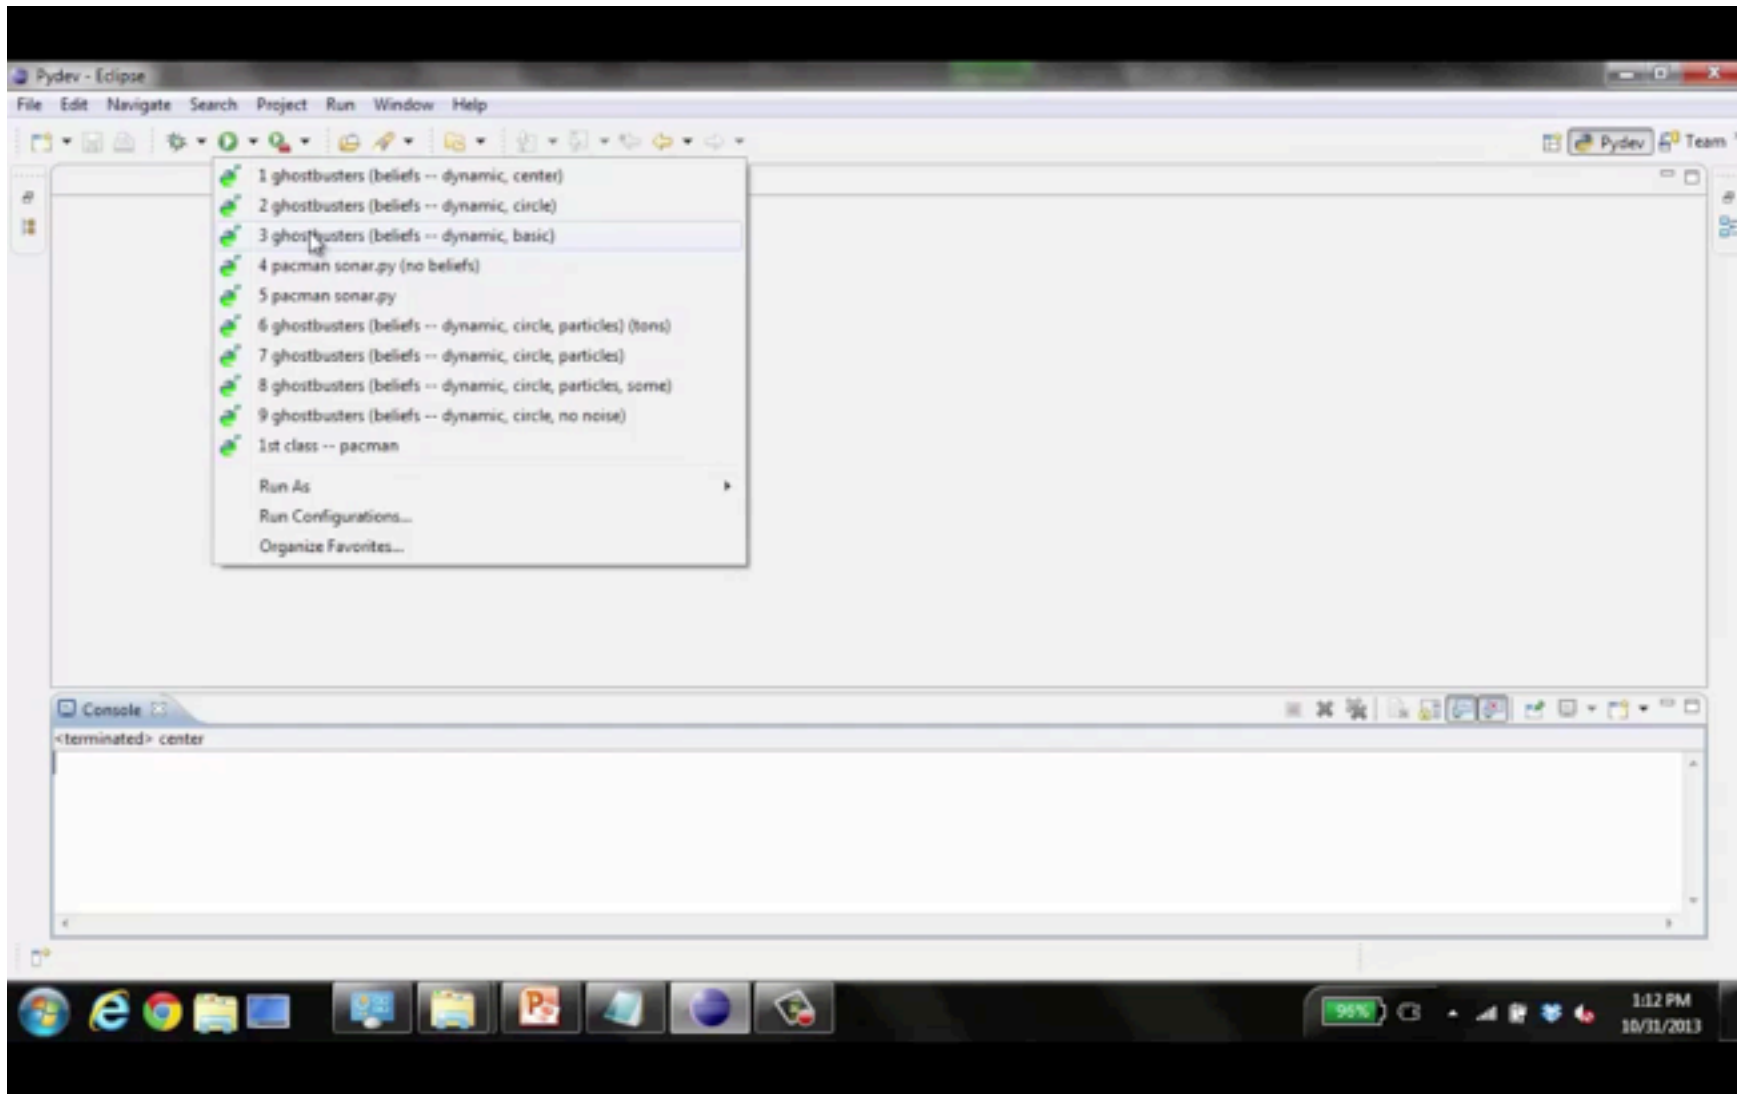 Pydev - Eclipse
File Edit Navigate Search Project Run Window Help
Pydev Team
1 ghostbusters (beliefs -- dynamic, center)
2 ghostbusters (beliefs -- dynamic, circle)
3 ghostbusters (beliefs -- dynamic, basic)
4 pacman sonar.py (no beliefs)
5 pacman sonar.py
6 ghostbusters (beliefs -- dynamic, circle, particles) (tons)
7 ghostbusters (beliefs -- dynamic, circle, particles)
8 ghostbusters (beliefs -- dynamic, circle, particles, some)
9 ghostbusters (beliefs -- dynamic, circle, no noise)
1st class -- pacman
Run As
Run Configurations...
Organize Favorites...
Console
<terminated> center
96%
1:12 PM
10/31/2013